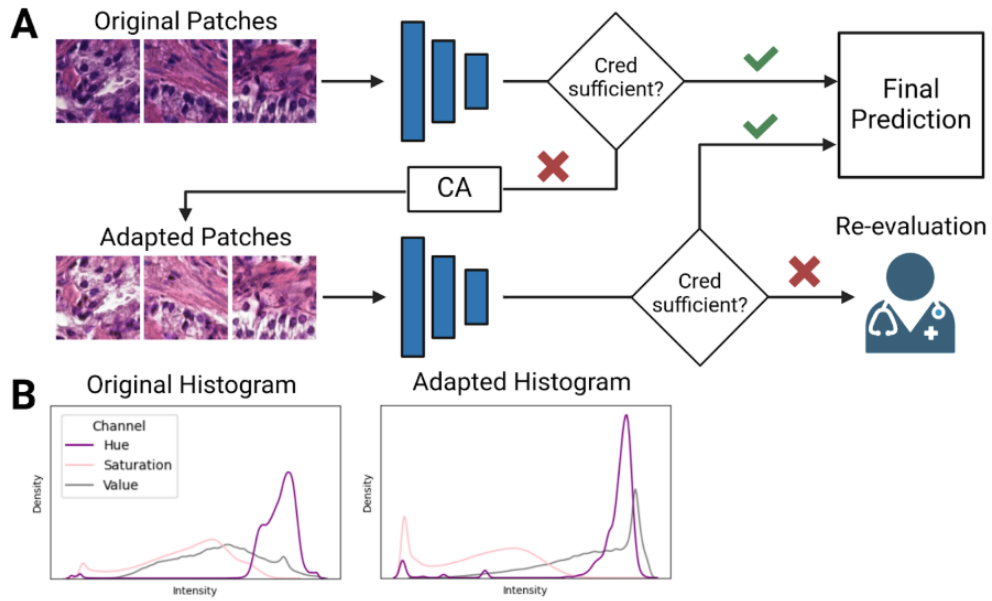 A
Original Patches
Cred
sufficient?
Final
Prediction
CA
Adapted Patches
Cred
sufficient?
Re-evaluation
B
Original Histogram
Channel
Hue
Saturation
Value
Density
Intensity
Adapted Histogram
Density
Intensity